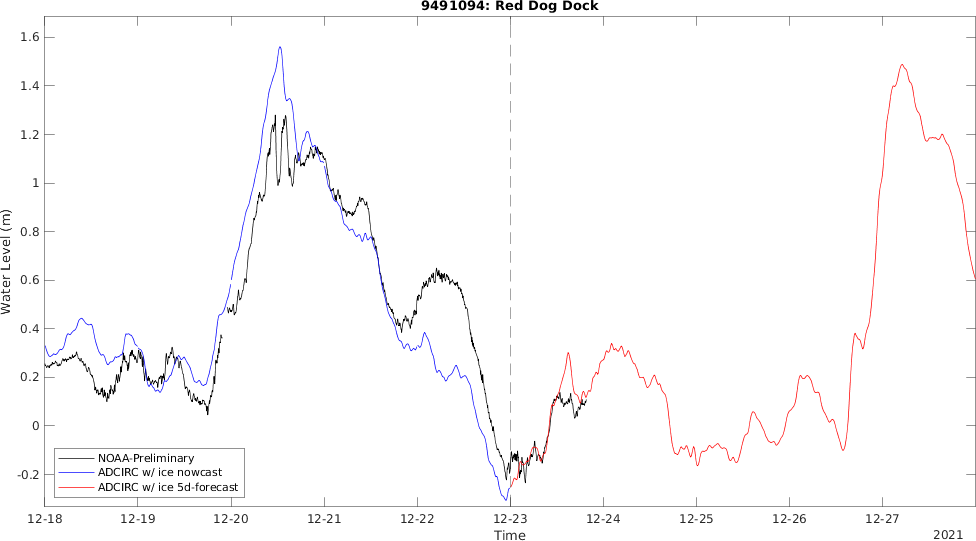 9491094: Red Dog Dock
Water Level (m)
1.6
1.4
1.2
1
0.8
0.6
0.4
0.2
0
-0.2
NOAA-Preliminary
ADCIRC w/ ice nowcast
ADCIRC w/ ice 5d-forecast
12-18 12-19 12-20 12-21 12-22 12-23 12-24 12-25 12-26 12-27
Time
2021